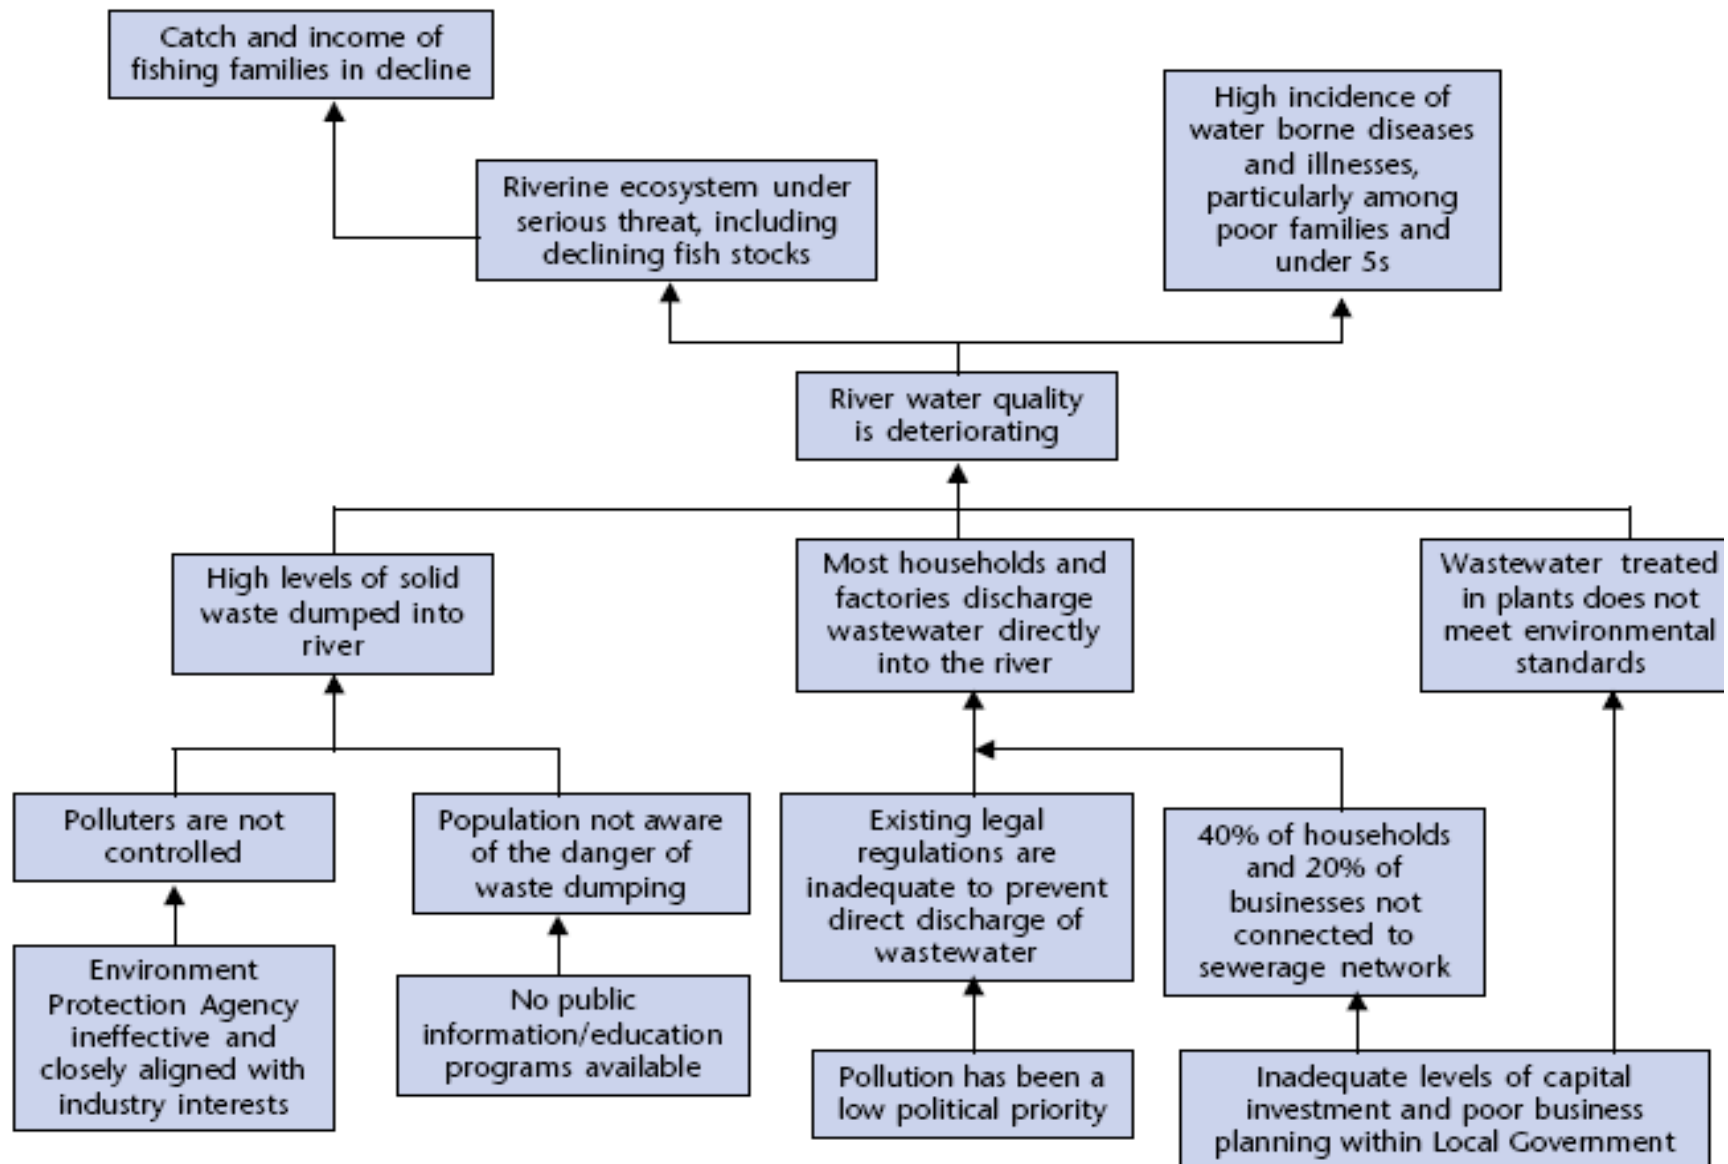 Catch and income of
fishing families in decline
High incidence of
water borne diseases
and illnesses,
particularly among
poor families and
under 5s
Riverine ecosystem under
serious threat, including
declining fish stocks
River water quality
is deteriorating
High levels of solid
waste dumped into
river
Most households and
factories discharge
wastewater directly
into the river
Wastewater treated
in plants does not
meet environmental
standards
Polluters are not
controlled
Population not aware
of the danger of
waste dumping
Existing legal
regulations are
inadequate to prevent
direct discharge of
wastewater
40% of households
and 20% of
businesses not
connected to
sewerage network
Environment
Protection Agency
ineffective and
closely aligned with
industry interests
No public
information/education
programs available
Pollution has been a
low political priority
Inadequate levels of capital
investment and poor business
planning within Local Government